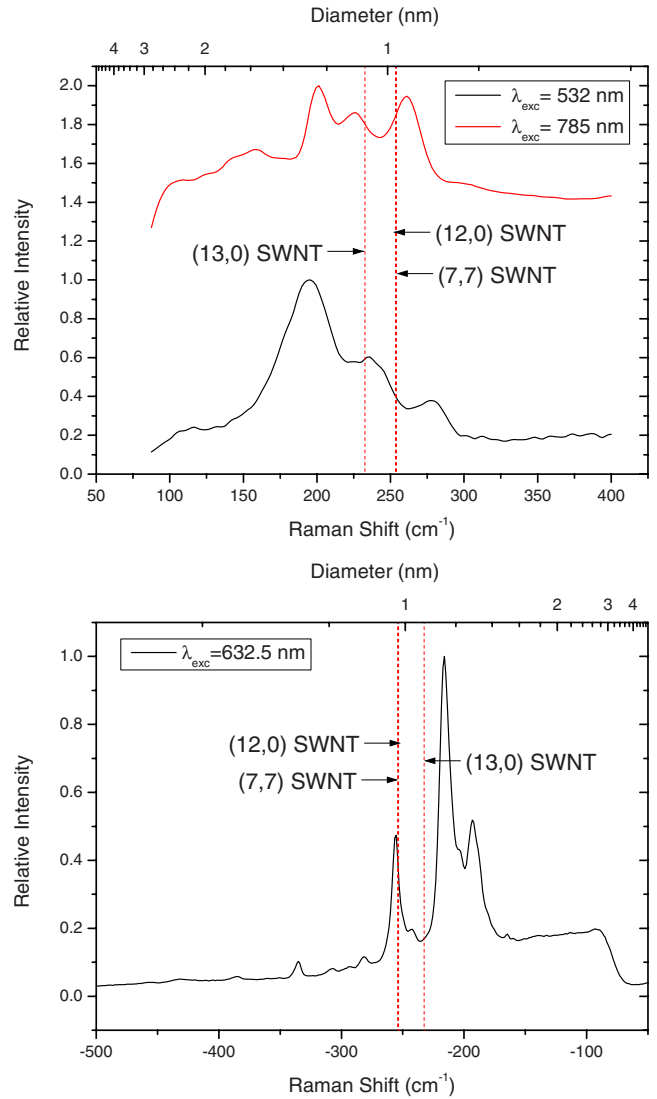 Diameter (nm)
4 3 2 1
2.0
1.8
1.6
1.4
1.2
1.0
0.8
0.6
0.4
0.2
0.0
Relative Intensity
λexc= 532 nm
λexc= 785 nm
(12,0) SWNT
(13,0) SWNT
(7,7) SWNT
50 100 150 200 250 300 350 400
Raman Shift (cm-1)
Diameter (nm)
1 2 3 4
λexc=632.5 nm
1.0
0.8
0.6
0.4
0.2
0.0
Relative Intensity
(12,0) SWNT
(13,0) SWNT
(7,7) SWNT
-500 -400 -300 -200 -100
Raman Shift (cm-1)